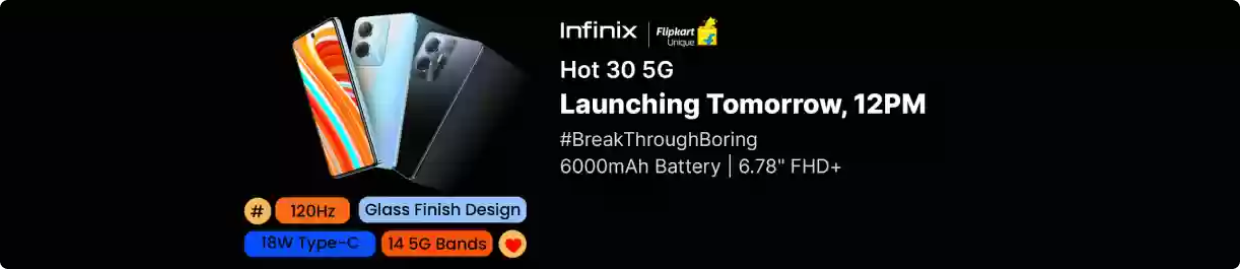 Infinix | Flipkart Unique
Hot 30 5G
Launching Tomorrow, 12PM
#BreakThroughBoring
6000mAh Battery | 6.78" FHD+
# 120Hz Glass Finish Design
18W Type-C 14 5G Bands